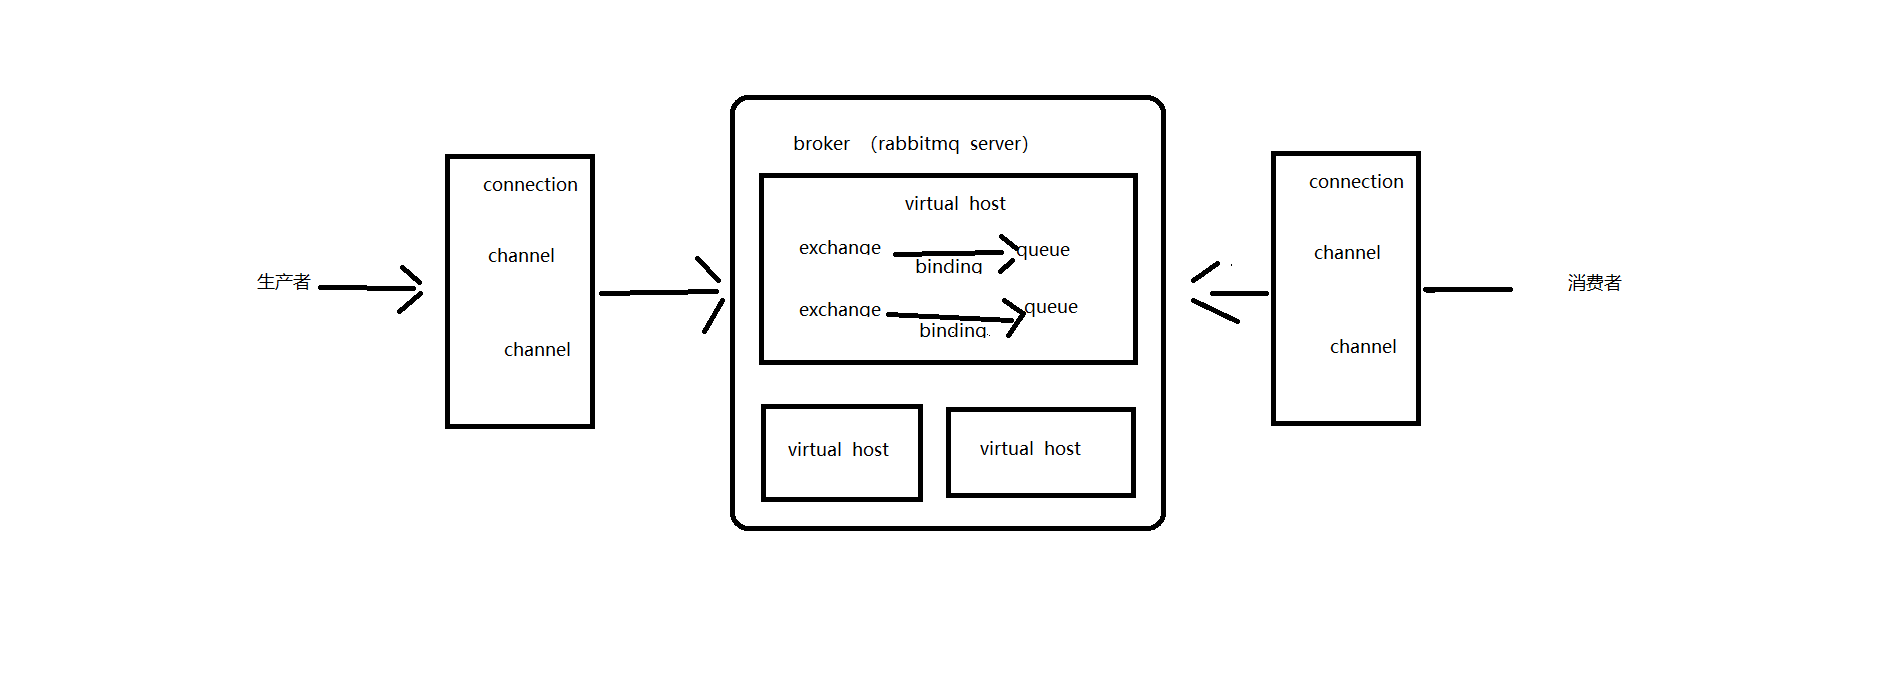 生产者
connection
channel
channel
broker （rabbitmq server）
virtual host
exchange
binding
queue
exchange
binding
queue
virtual host
virtual host
connection
channel
channel
消费者